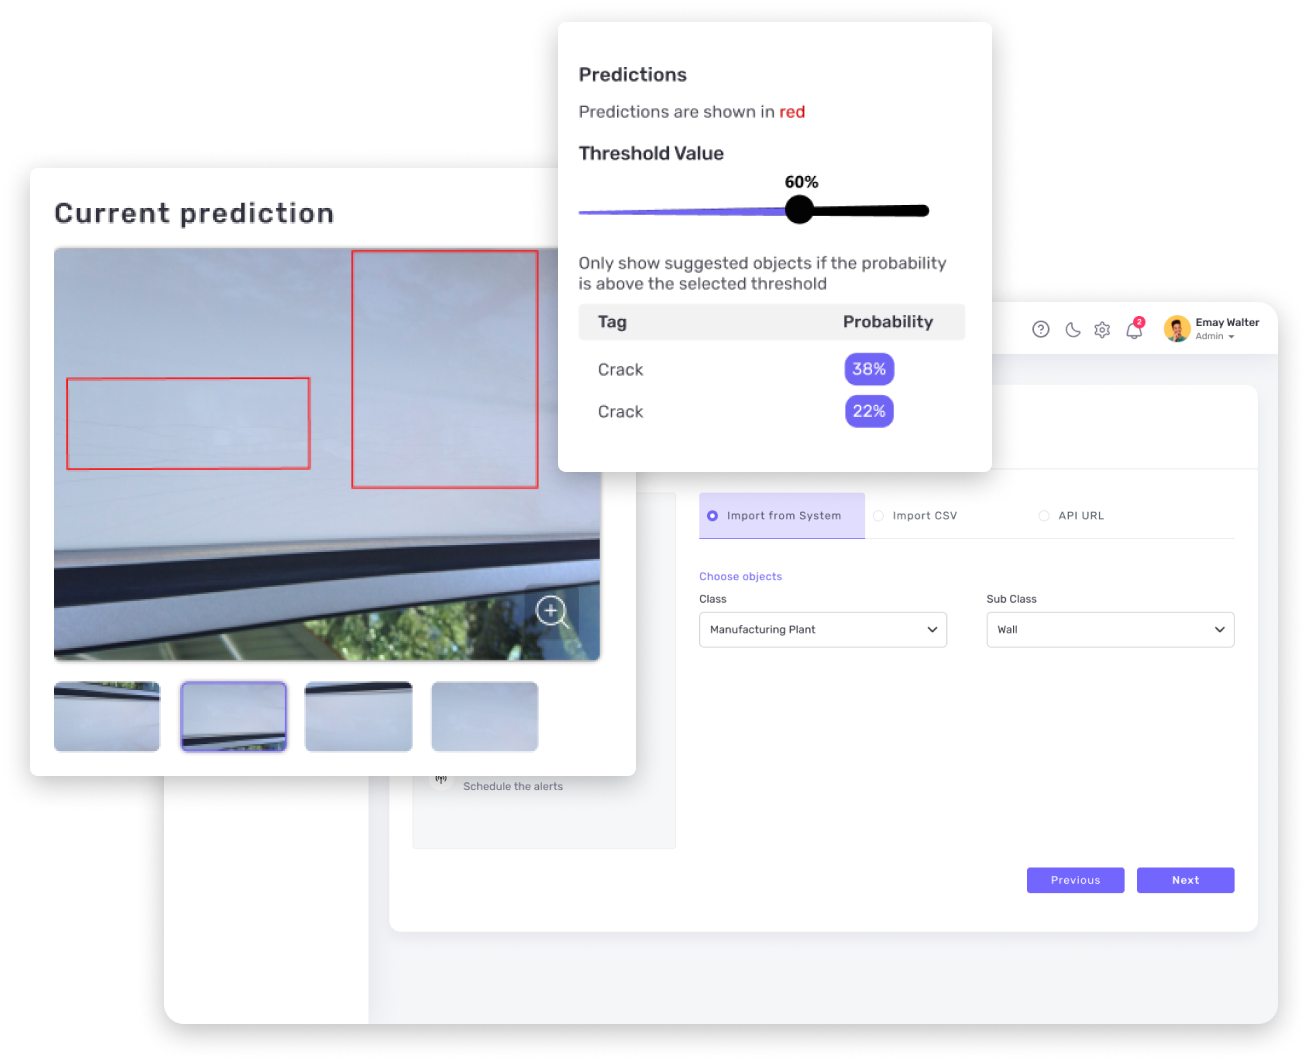 Predictions
Predictions are shown in red
Threshold Value
60%
Only show suggested objects if the probability
is above the selected threshold
Tag Probability
Crack 38%
Crack 22%
Current prediction
2
Emay Walter
Admin
Import from System Import CSV API URL
Choose objects
Class Sub Class
Manufacturing Plant Wall
Schedule the alerts
Previous Next